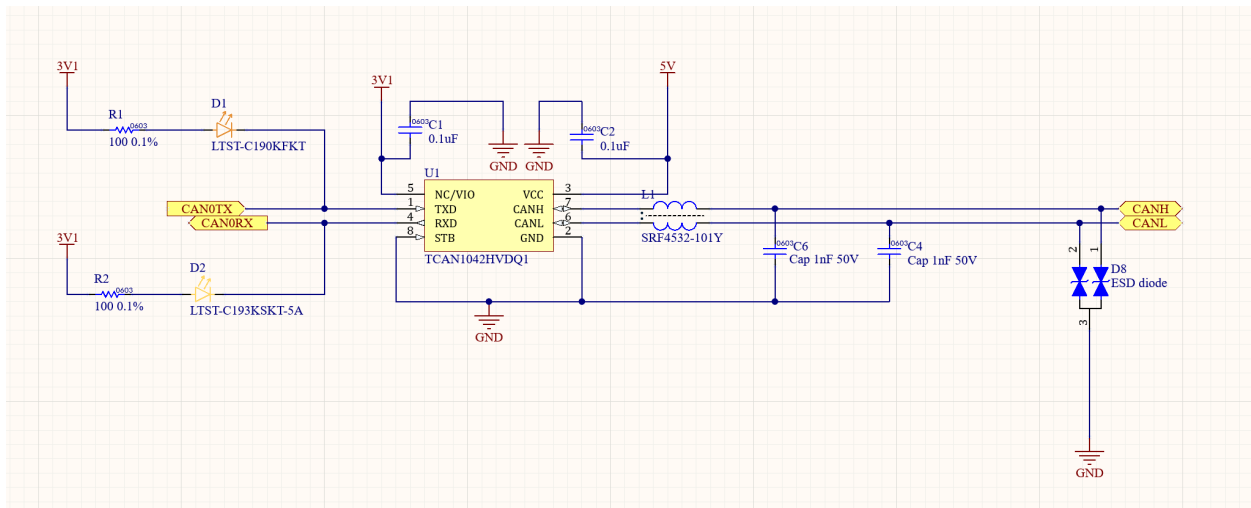 3V1
R1
0603
100 0.1%
D1
LTST-C190KFKT
3V1
0603
C1
0.1uF
GND
GND
0603
C2
0.1uF
5V
U1
5
NC/VIO
VCC
3
1
TXD
CANH
7
4
RXD
CANL
6
8
STB
GND
2
TCAN1042HVDQ1
CAN0TX
CAN0RX
3V1
R2
0603
100 0.1%
D2
LTST-C193KSKT-5A
GND
L1
SRF4532-101Y
0603
C6
Cap 1nF 50V
0603
C4
Cap 1nF 50V
CANH
CANL
2
1
D8
ESD diode
3
GND